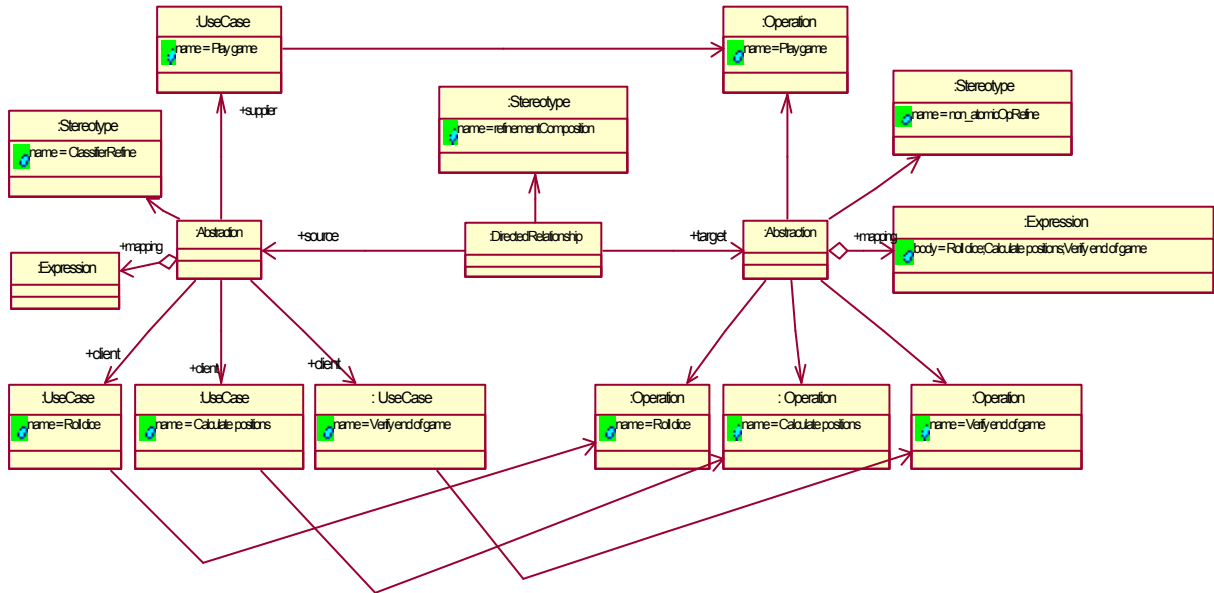 :UseCase
name = Play game
:Operation
name = Play game
+supplier
:Stereotype
name = ClassifierRefine
:Stereotype
name = refinementComposition
:Stereotype
name = non_atomicOpRefine
:Abstraction
+source
:DirectedRelationship
+target
:Abstraction
+mapping
:Expression
+mapping
:Expression
body = Roll dice;Calculate positions;Verify end of game
+client
+client
+client
:UseCase
name = Roll dice
:UseCase
name = Calculate positions
: UseCase
name = Verify end of game
:Operation
name = Roll dice
: Operation
name = Calculate positions
:Operation
name = Verify end of game